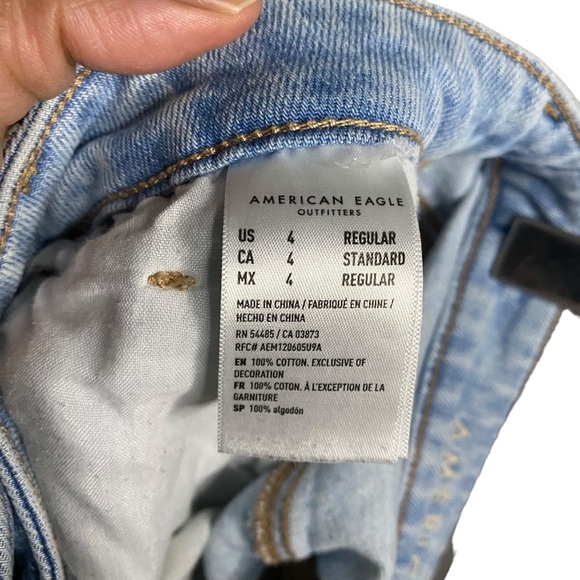 AMERICAN EAGLE
OUTFITTERS
US 4 REGULAR
CA 4 STANDARD
MX 4 REGULAR
MADE IN CHINA / FABRIQUÉ EN CHINE /
HECHO EN CHINA
RN 54485 / CA 03873
RFC# AEM120605U9A
EN 100% COTTON. EXCLUSIVE OF
DECORATION
FR 100% COTON. À L'EXCEPTION DE LA
GARNITURE
SP 100% algodón
AMERI